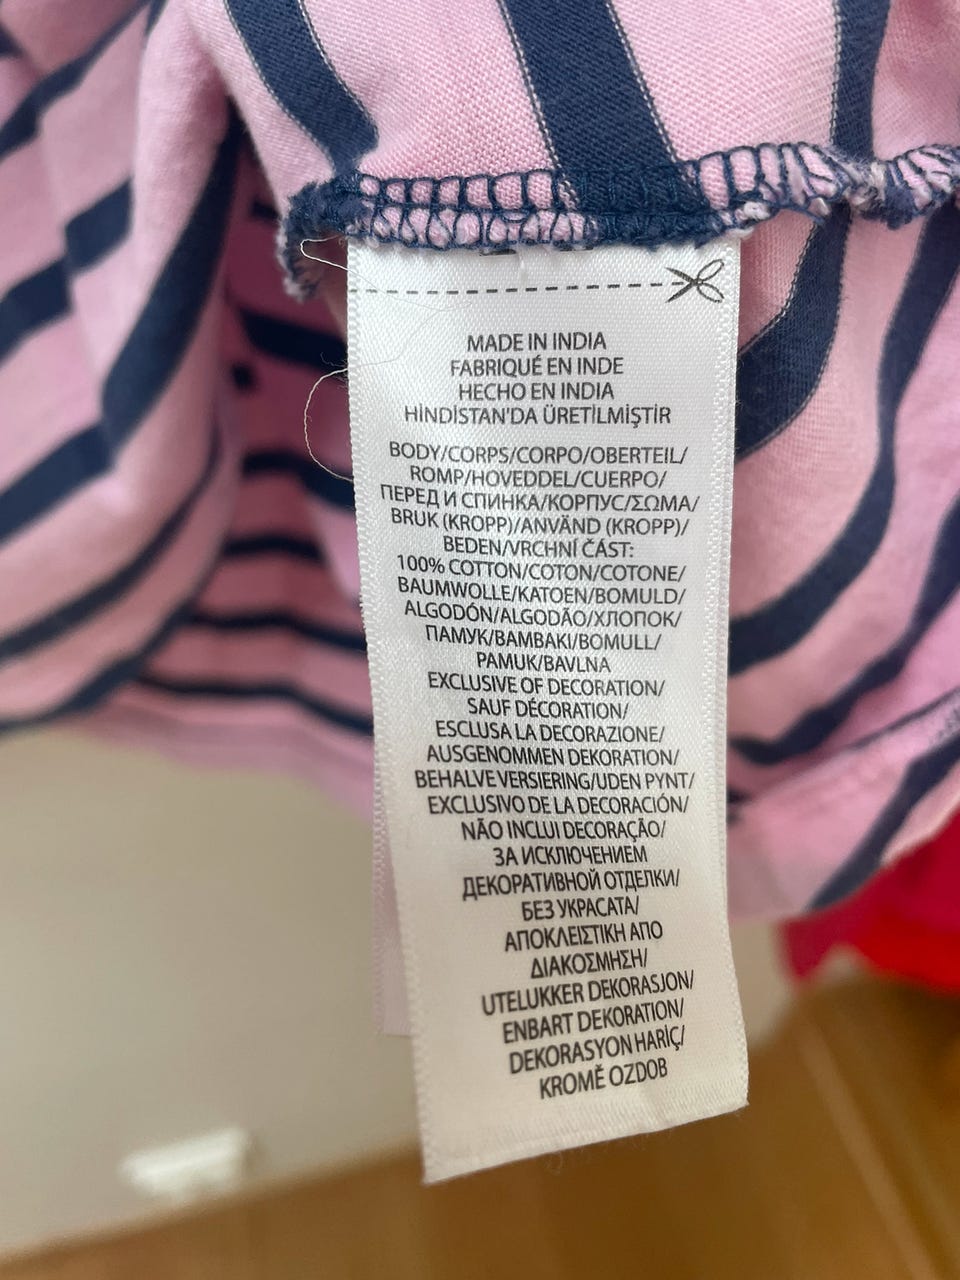 MADE IN INDIA
FABRIQUÉ EN INDE
HECHO EN INDIA
HİNDİSTAN'DA ÜRETİLMİŞTİR
BODY/CORPS/CORPO/OBERTEIL/
ROMP/HOVEDDEL/CUERPO/
ПЕРЕД И СПИНКА/КОРПУС/ΣΩΜΑ/
BRUK (KROPP)/ANVÄND (KROPP)/
BEDEN/VRCHNÍ ČÁST:
100% COTTON/COTON/COTONE/
BAUMWOLLE/KATOEN/BOMULD/
ALGODÓN/ALGODÃO/ХЛОПОК/
ПАМУК/ΒΑΜΒΑΚΙ/BOMULL/
PAMUK/BAVLNA
EXCLUSIVE OF DECORATION/
SAUF DÉCORATION/
ESCLUSA LA DECORAZIONE/
AUSGENOMMEN DEKORATION/
BEHALVE VERSIERING/UDEN PYNT/
EXCLUSIVO DE LA DECORACIÓN/
NÃO INCLUI DECORAÇÃO/
ЗА ИСКЛЮЧЕНИЕМ
ДЕКОРАТИВНОЙ ОТДЕЛКИ/
БЕЗ УКРАСАТА/
ΑΠΟΚΛΕΙΣΤΙΚΗ ΑΠΟ
ΔΙΑΚΟΣΜΗΣΗ/
UTELUKKER DEKORASJON/
ENBART DEKORATION/
DEKORASYON HARİÇ/
KROMĚ OZDOB